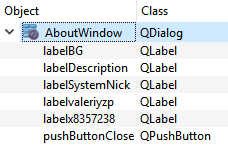 Object Class
AboutWindow QDialog
labelBG QLabel
labelDescription QLabel
labelSystemNick QLabel
labelvaleriyzp QLabel
labelx8357238 QLabel
pushButtonClose QPushButton